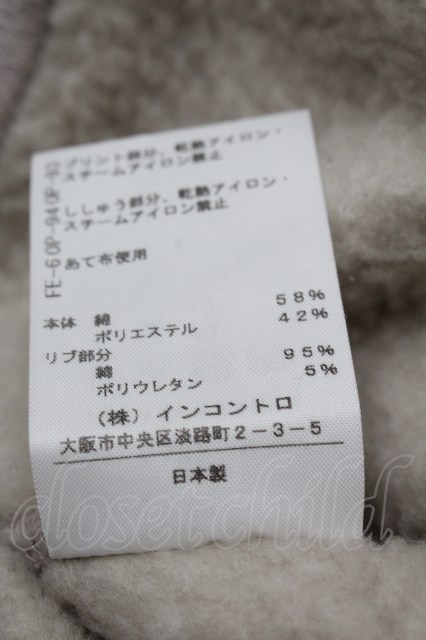 プリント部分、乾熱アイロン・
スチームアイロン禁止
ししゅう部分、乾熱アイロン・
スチームアイロン禁止
あて布使用
本体 綿 58%
ポリエステル 42%
リブ部分
綿 95%
ポリウレタン 5%
(株)インコントロ
大阪市中央区淡路町2-3-5
日本製
closetchild